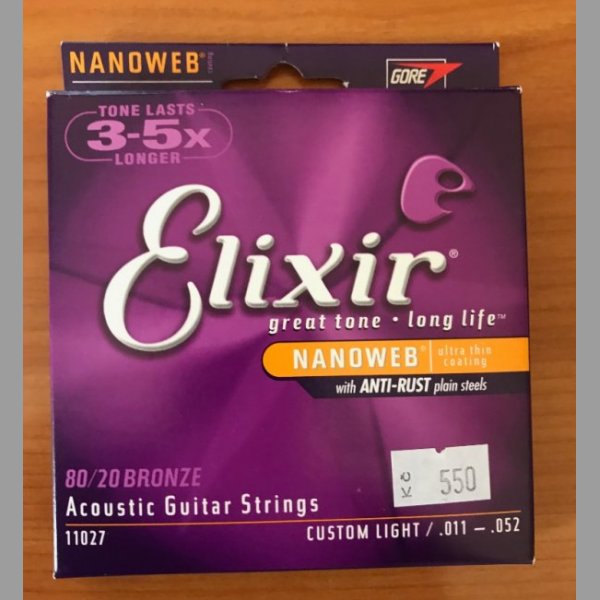 NANOWEB®
GORE
TONE LASTS
3-5x
LONGER
Elixir®
great tone • long life™
NANOWEB® ultra thin coating
with ANTI-RUST plain steels
80/20 BRONZE
Kč 550
Acoustic Guitar Strings
11027
CUSTOM LIGHT / .011 – .052